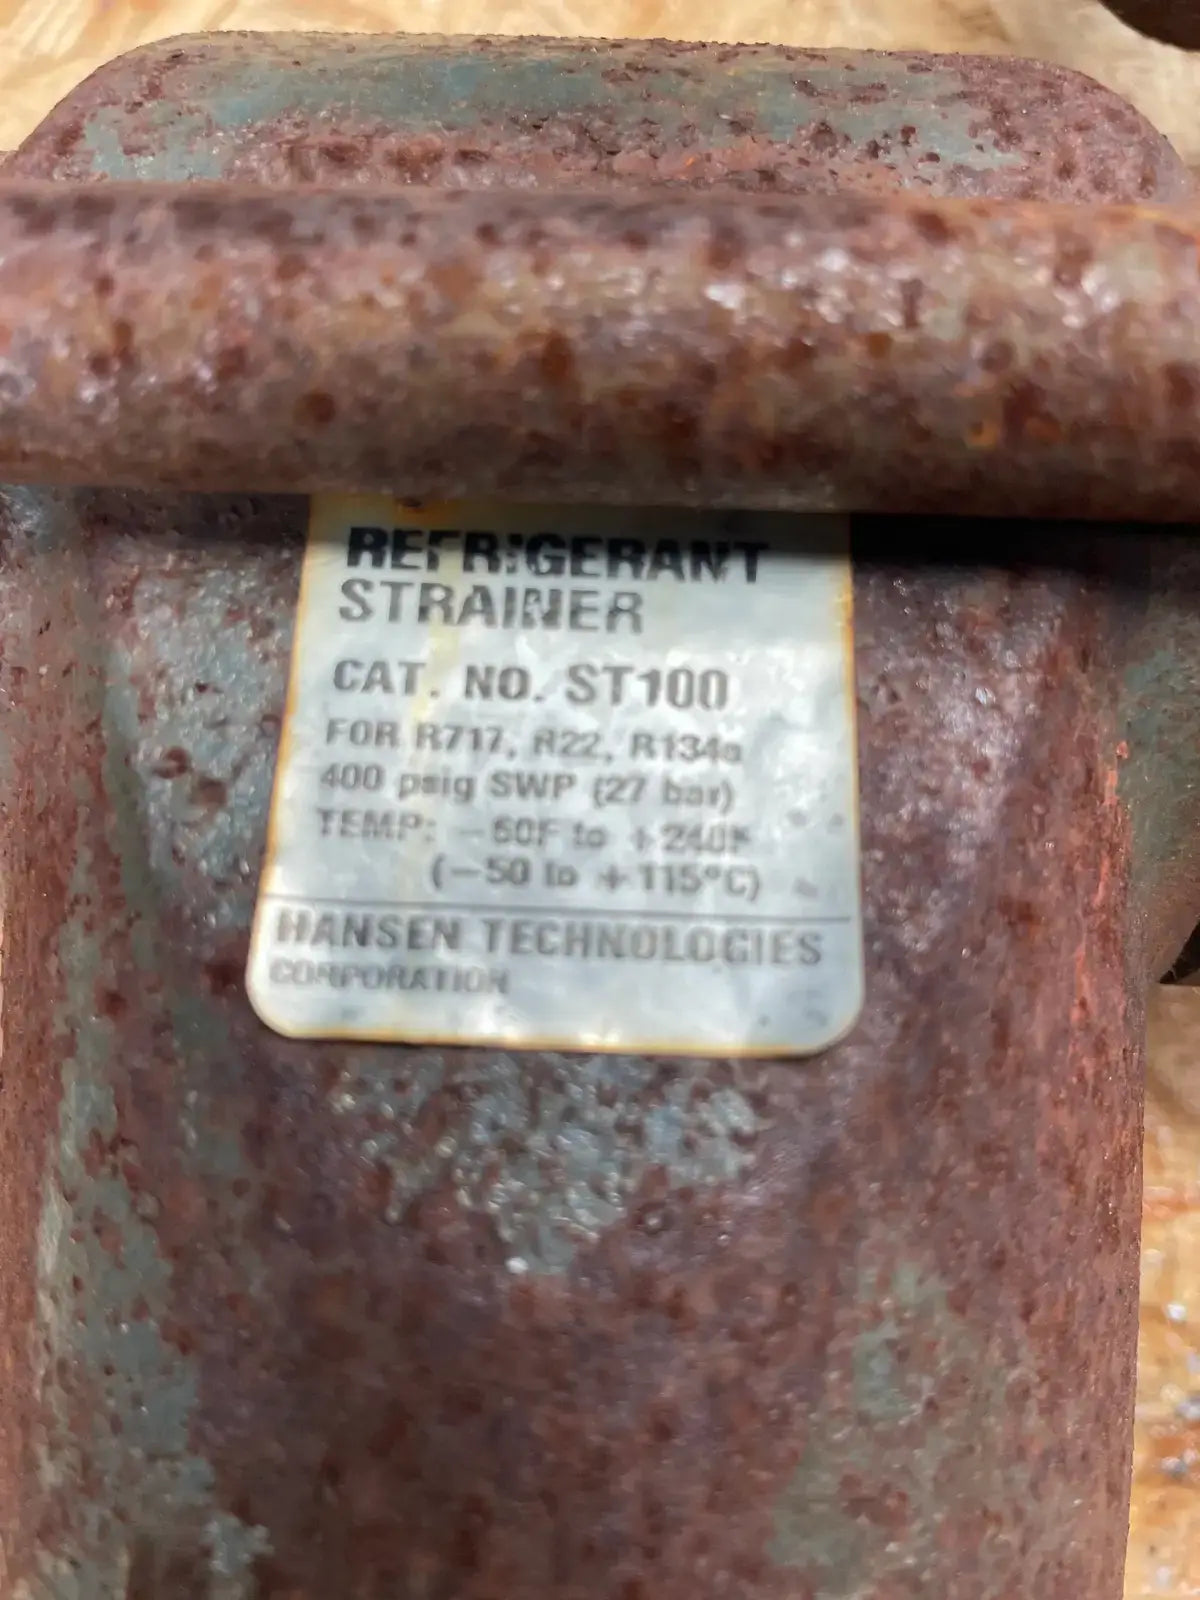 REFRIGERANT
STRAINER
CAT. NO. ST100
FOR R717, R22, R134a
400 psig SWP (27 bar)
TEMP: -60F to +240F
(-50 to +115°C)
HANSEN TECHNOLOGIES
CORPORATION